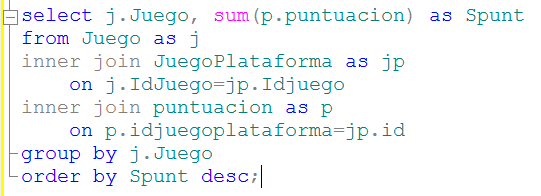 select j.Juego, sum(p.puntuacion) as Spunt
from Juego as j
inner join JuegoPlataforma as jp
    on j.IdJuego=jp.Idjuego
inner join puntuacion as p
    on p.idjuegoplataforma=jp.id
group by j.Juego
order by Spunt desc;